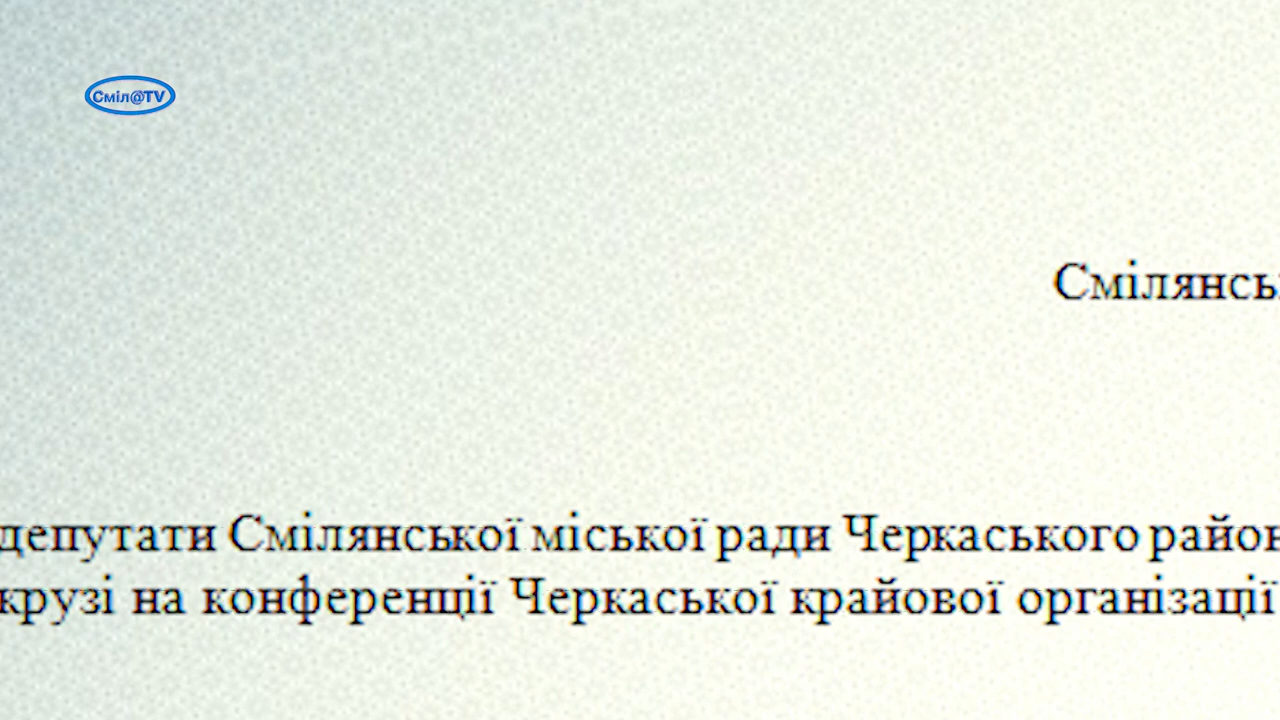 Сміл@TV
Смілянсь
депутати Смілянської міської ради Черкаського район
крузі на конференції Черкаської крайової організації